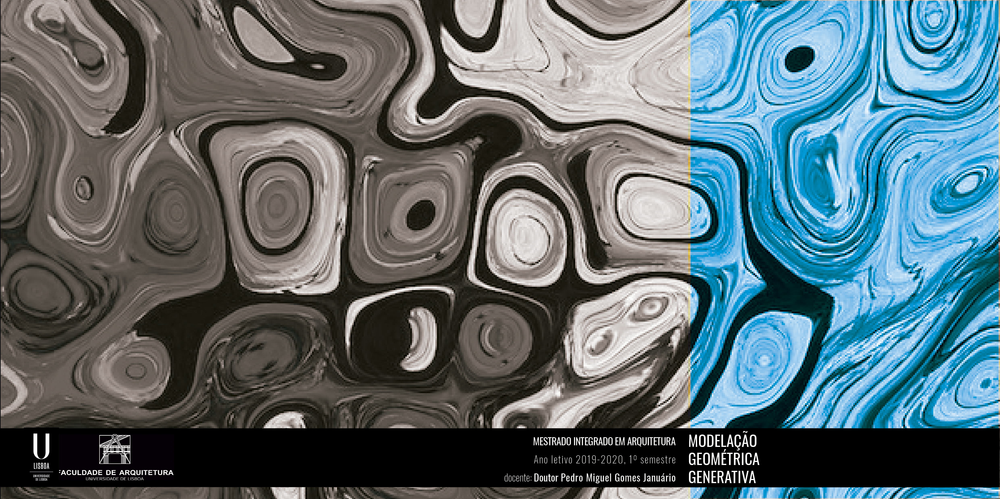 U
LISBOA
UNIVERSIDADE
DE LISBOA
FACULDADE DE ARQUITETURA
UNIVERSIDADE DE LISBOA
MESTRADO INTEGRADO EM ARQUITETURA
Ano letivo 2019-2020, 1º semestre
docente: Doutor Pedro Miguel Gomes Januário
MODELAÇÃO
GEOMÉTRICA
GENERATIVA